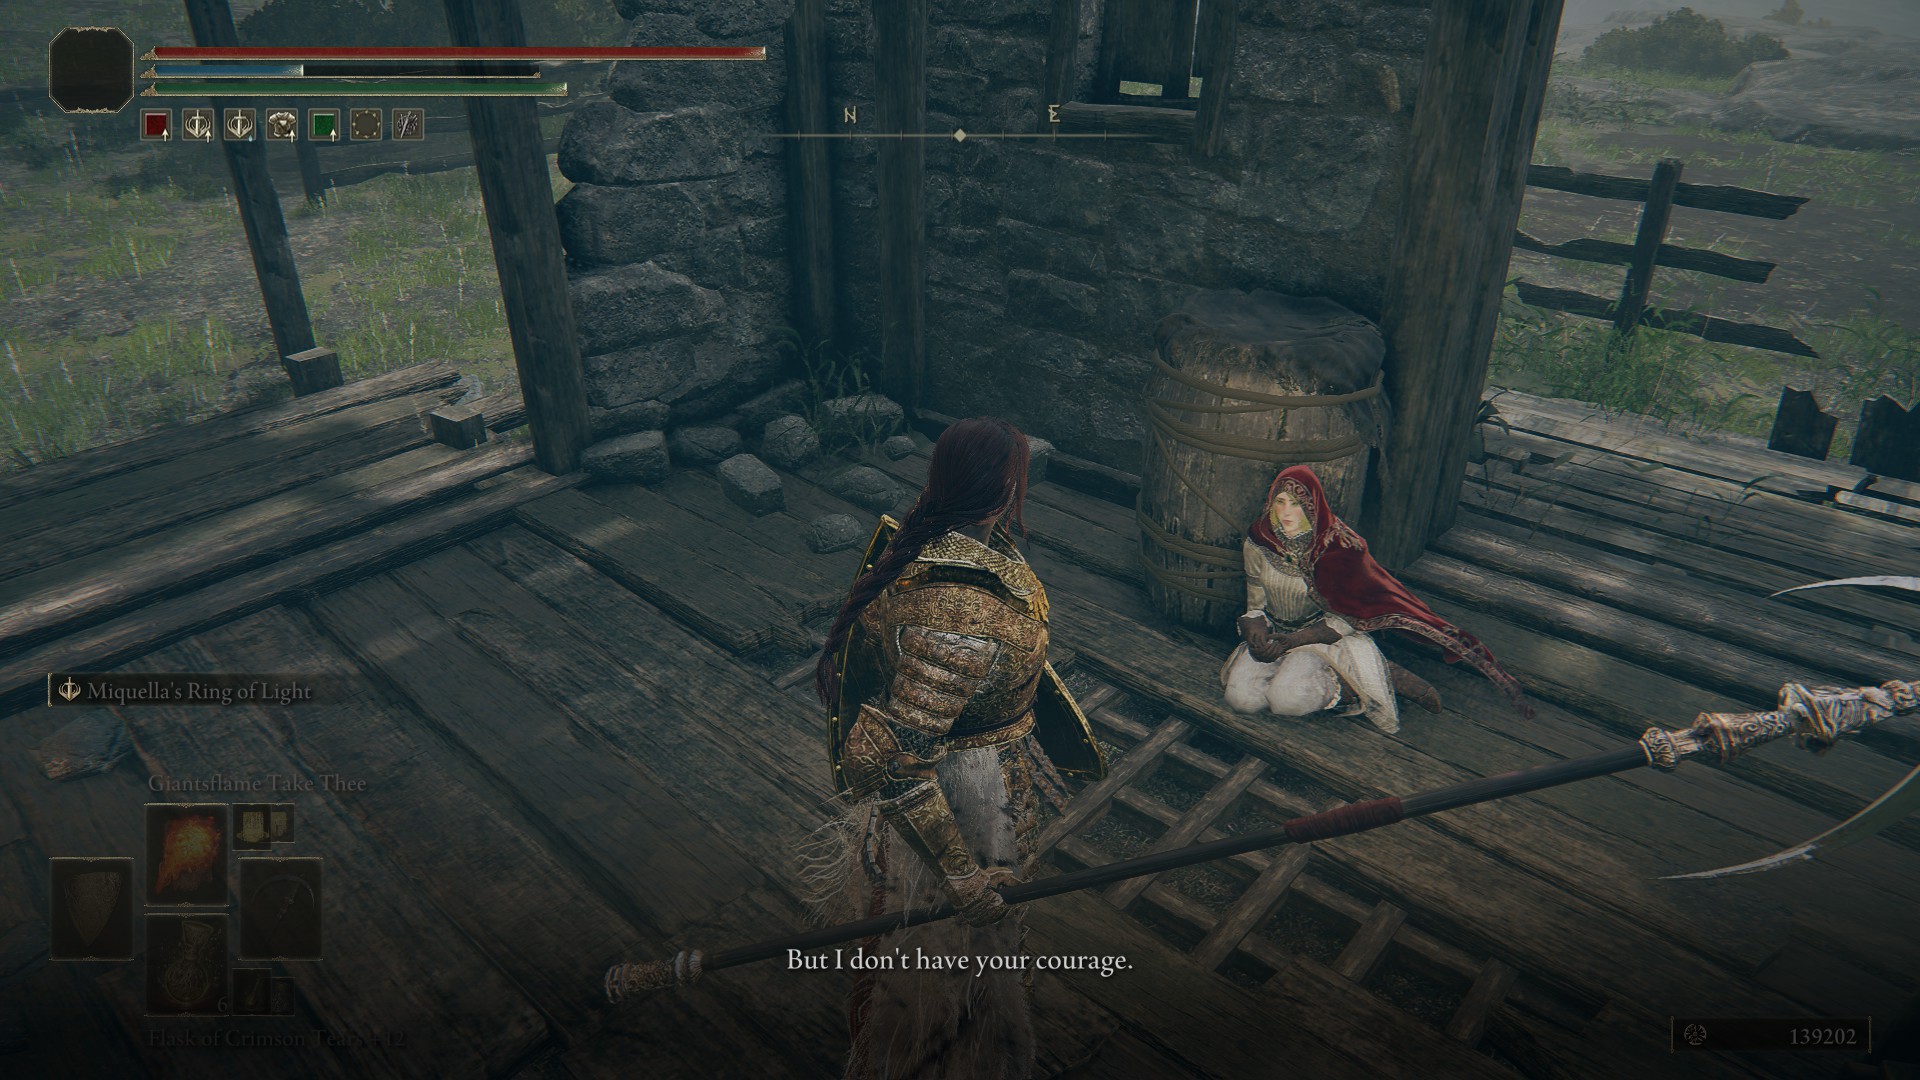 N
E
Miquella's Ring of Light
Giantsflame Take Thee
6
Flask of Crimson Tears +12
But I don't have your courage.
139202